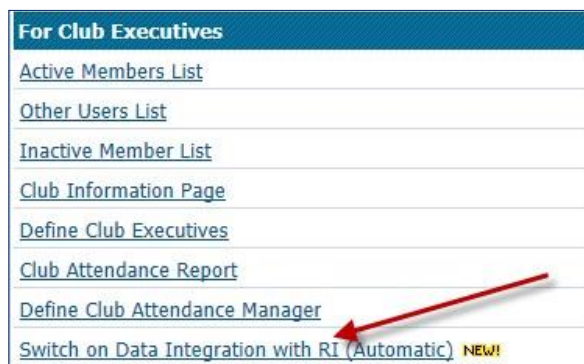 For Club Executives
Active Members List
Other Users List
Inactive Member List
Club Information Page
Define Club Executives
Club Attendance Report
Define Club Attendance Manager
Switch on Data Integration with RI (Automatic) NEW!